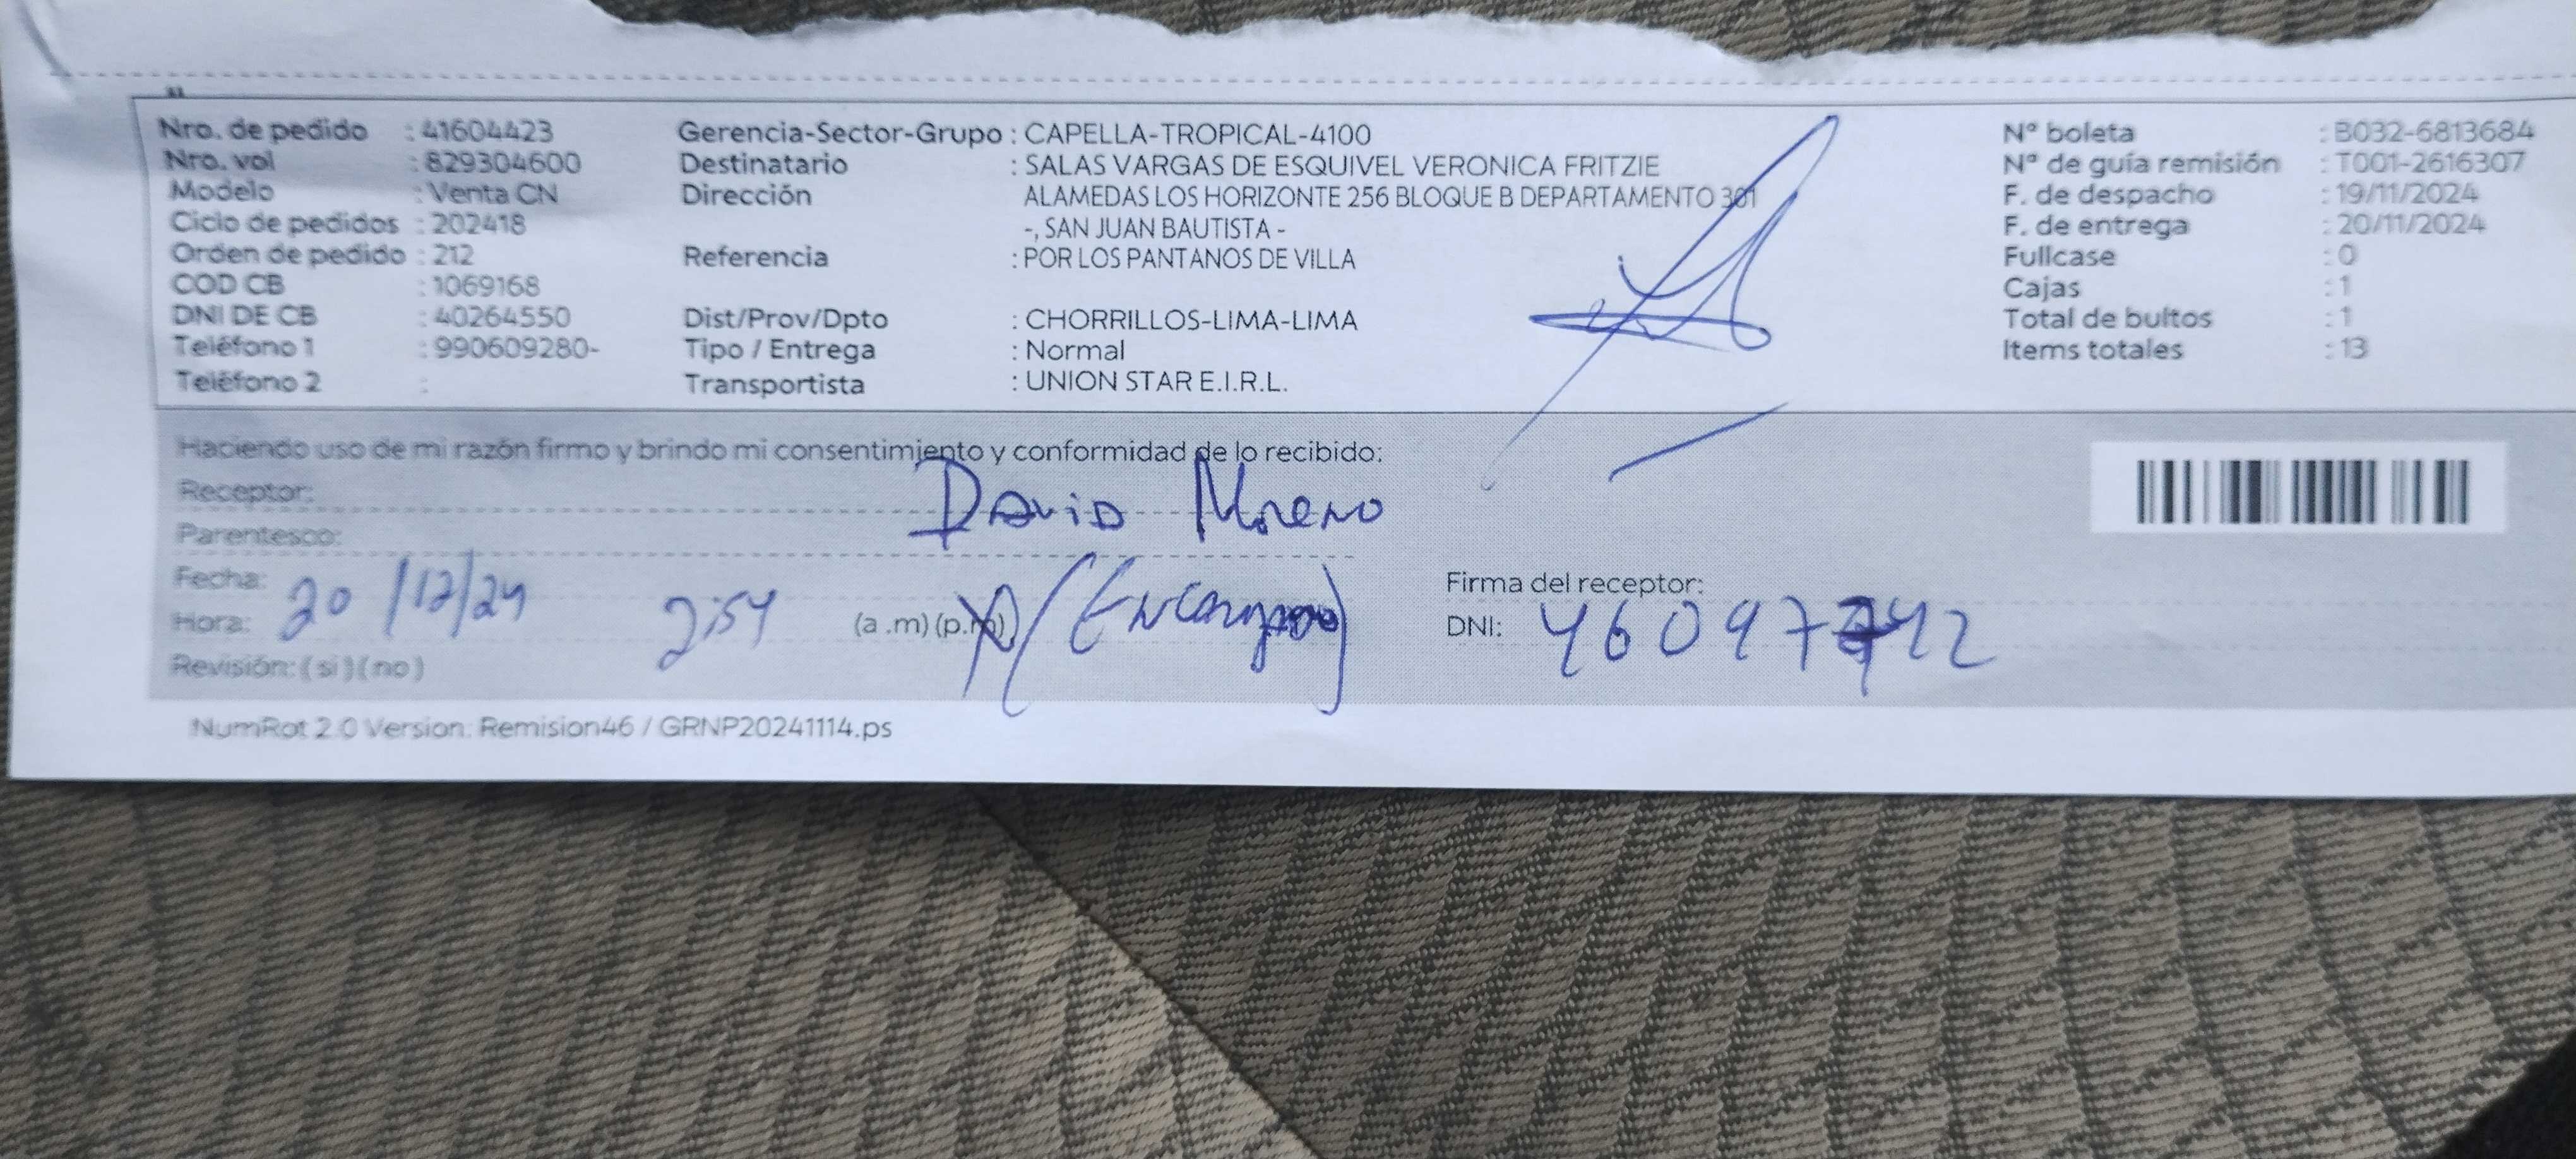 Nro. de pedido : 41604423 Gerencia-Sector-Grupo : CAPELLA-TROPICAL-4100 N° boleta : B032-6813684
Nro. vol : 829304600 Destinatario : SALAS VARGAS DE ESQUIVEL VERONICA FRITZIE N° de guía remisión : T001-2616307
Modelo : Venta CN Dirección ALAMEDAS LOS HORIZONTE 256 BLOQUE B DEPARTAMENTO 301 F. de despacho : 19/11/2024
Ciclo de pedidos : 202418 -, SAN JUAN BAUTISTA - F. de entrega : 20/11/2024
Orden de pedido : 212 Referencia : POR LOS PANTANOS DE VILLA Fullcase : 0
COD CB : 1069168 Cajas : 1
DNI DE CB : 40264550 Dist/Prov/Dpto : CHORRILLOS-LIMA-LIMA Total de bultos : 1
Teléfono 1 : 990609280- Tipo / Entrega : Normal Items totales : 13
Teléfono 2 : Transportista : UNION STAR E.I.R.L.
Haciendo uso de mi razón firmo y brindo mi consentimiento y conformidad de lo recibido:
Receptor: David Moreno
Parentesco:
Fecha: 20/12/24 Firma del receptor:
Hora: 2:54 (a .m) (p.m) (Encargado) DNI:
Revisión: ( si ) ( no )
NumRot 2.0 Version: Remision46 / GRNP20241114.ps